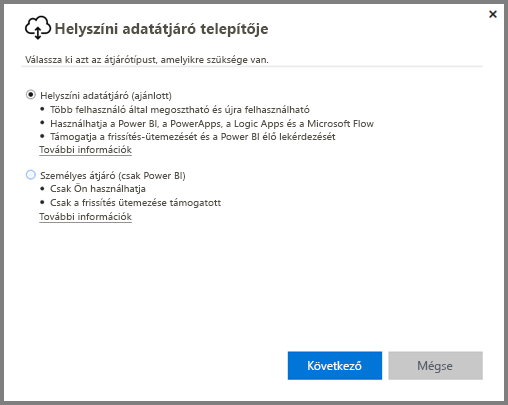 Helyszíni adatátjáró telepítője
Válassza ki azt az átjárótípust, amelyikre szüksége van.
Helyszíni adatátjáró (ajánlott)
• Több felhasználó által megosztható és újra felhasználható
• Használhatja a Power BI, a PowerApps, a Logic Apps és a Microsoft Flow
• Támogatja a frissítés-ütemezését és a Power BI élő lekérdezését
További információk
Személyes átjáró (csak Power BI)
• Csak Ön használhatja
• Csak a frissítés ütemezése támogatott
További információk
Következő
Mégse